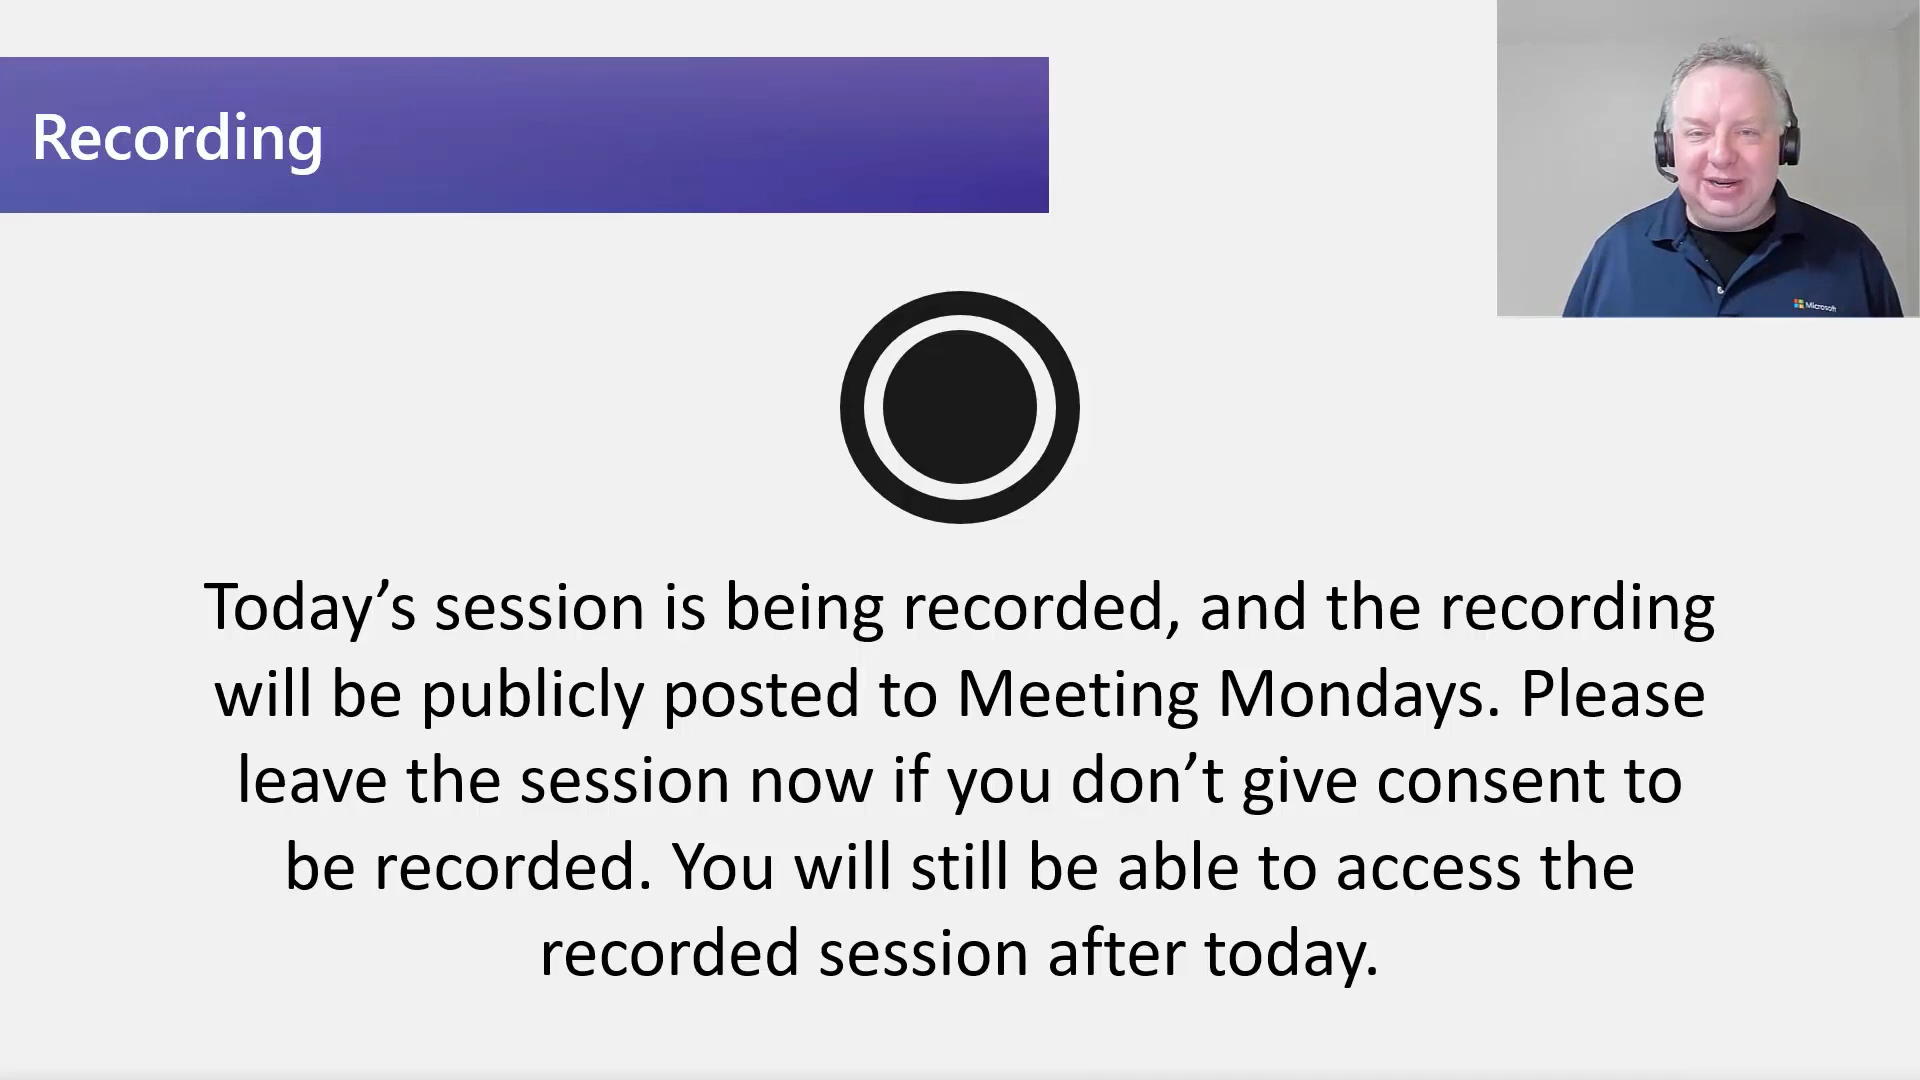 Recording
Microsoft
Today’s session is being recorded, and the recording
will be publicly posted to Meeting Mondays. Please
leave the session now if you don’t give consent to
be recorded. You will still be able to access the
recorded session after today.